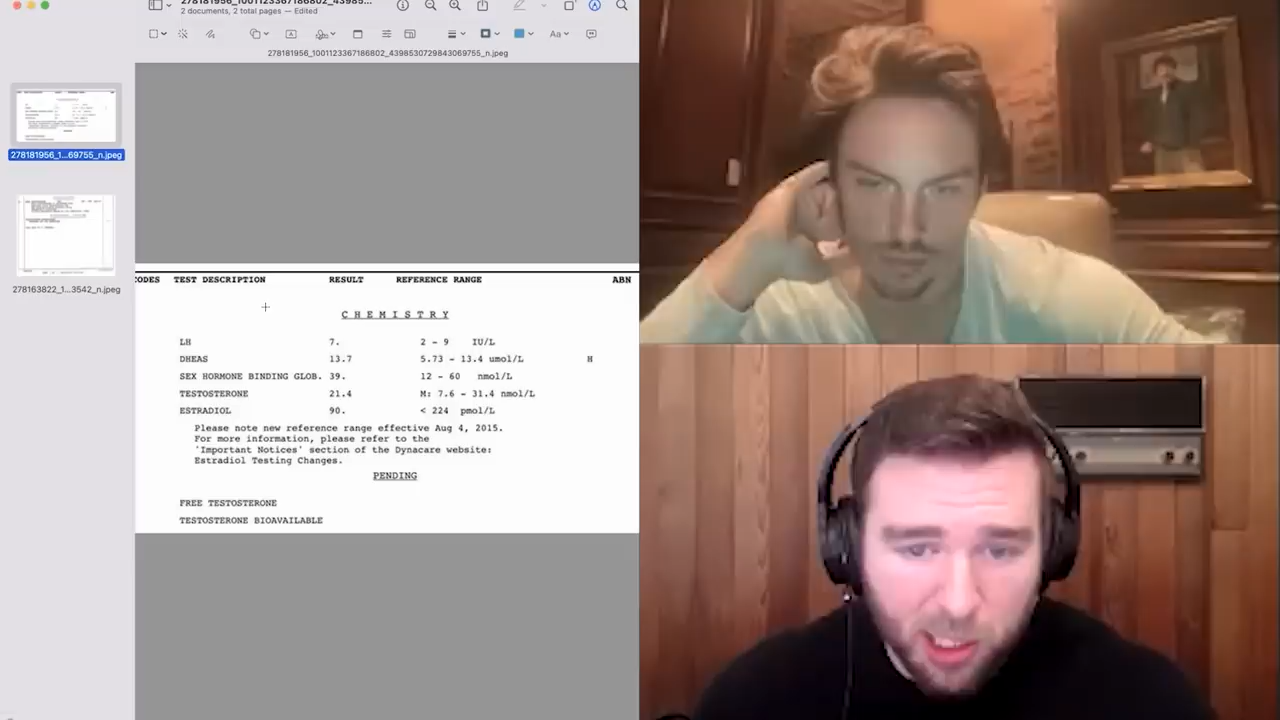 278181956_1001123367186802_43985...
2 documents, 2 total pages — Edited
Aa
278181956_1001123367186802_4398530729843069755_n.jpeg
278181956_1...69755_n.jpeg
278163822_1...3542_n.jpeg
CODES TEST DESCRIPTION RESULT REFERENCE RANGE ABN
CHEMISTRY
LH 7. 2 - 9 IU/L
DHEAS 13.7 5.73 - 13.4 umol/L H
SEX HORMONE BINDING GLOB. 39. 12 - 60 nmol/L
TESTOSTERONE 21.4 M: 7.6 - 31.4 nmol/L
ESTRADIOL 90. < 224 pmol/L
Please note new reference range effective Aug 4, 2015.
For more information, please refer to the
'Important Notices' section of the Dynacare website:
Estradiol Testing Changes.
PENDING
FREE TESTOSTERONE
TESTOSTERONE BIOAVAILABLE